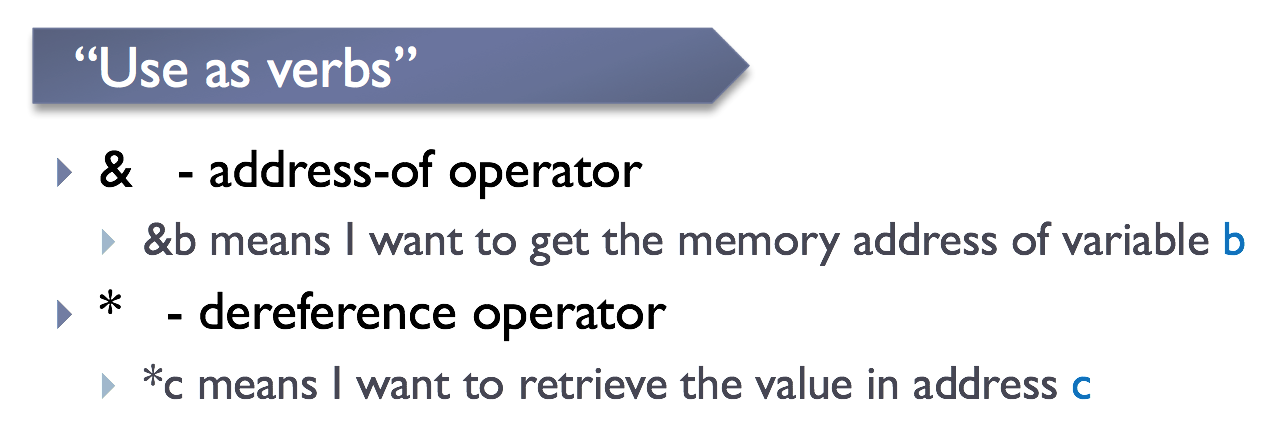 “Use as verbs”
& - address-of operator
&b means I want to get the memory address of variable b
* - dereference operator
*c means I want to retrieve the value in address c